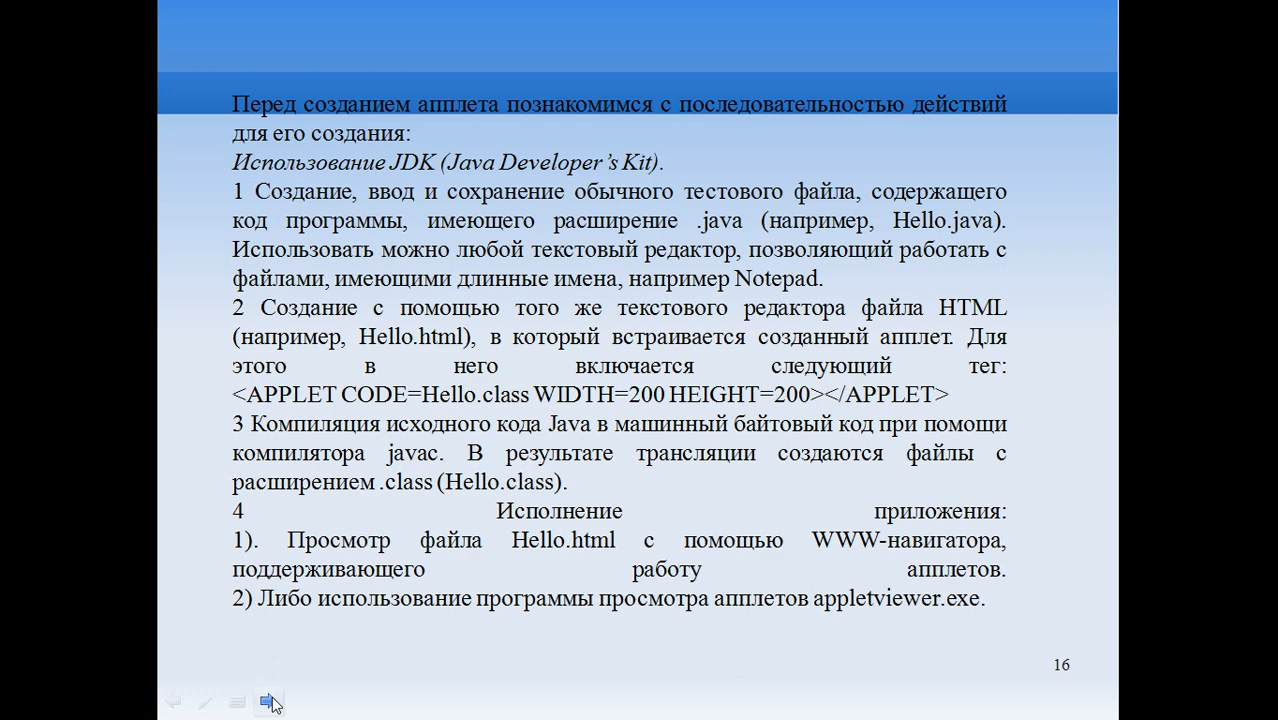 Перед созданием апплета познакомимся с последовательностью действий
для его создания:
Использование JDK (Java Developer’s Kit).
1 Создание, ввод и сохранение обычного тестового файла, содержащего
код программы, имеющего расширение .java (например, Hello.java).
Использовать можно любой текстовый редактор, позволяющий работать с
файлами, имеющими длинные имена, например Notepad.
2 Создание с помощью того же текстового редактора файла HTML
(например, Hello.html), в который встраивается созданный апплет. Для
этого в него включается следующий тег:
<APPLET CODE=Hello.class WIDTH=200 HEIGHT=200></APPLET>
3 Компиляция исходного кода Java в машинный байтовый код при помощи
компилятора javac. В результате трансляции создаются файлы с
расширением .class (Hello.class).
4 Исполнение приложения:
1). Просмотр файла Hello.html с помощью WWW-навигатора,
поддерживающего работу апплетов.
2) Либо использование программы просмотра апплетов appletviewer.exe.
16